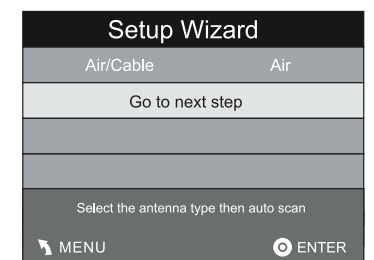 Setup Wizard
Air/Cable Air
Go to next step
Select the antenna type then auto scan
MENU ENTER